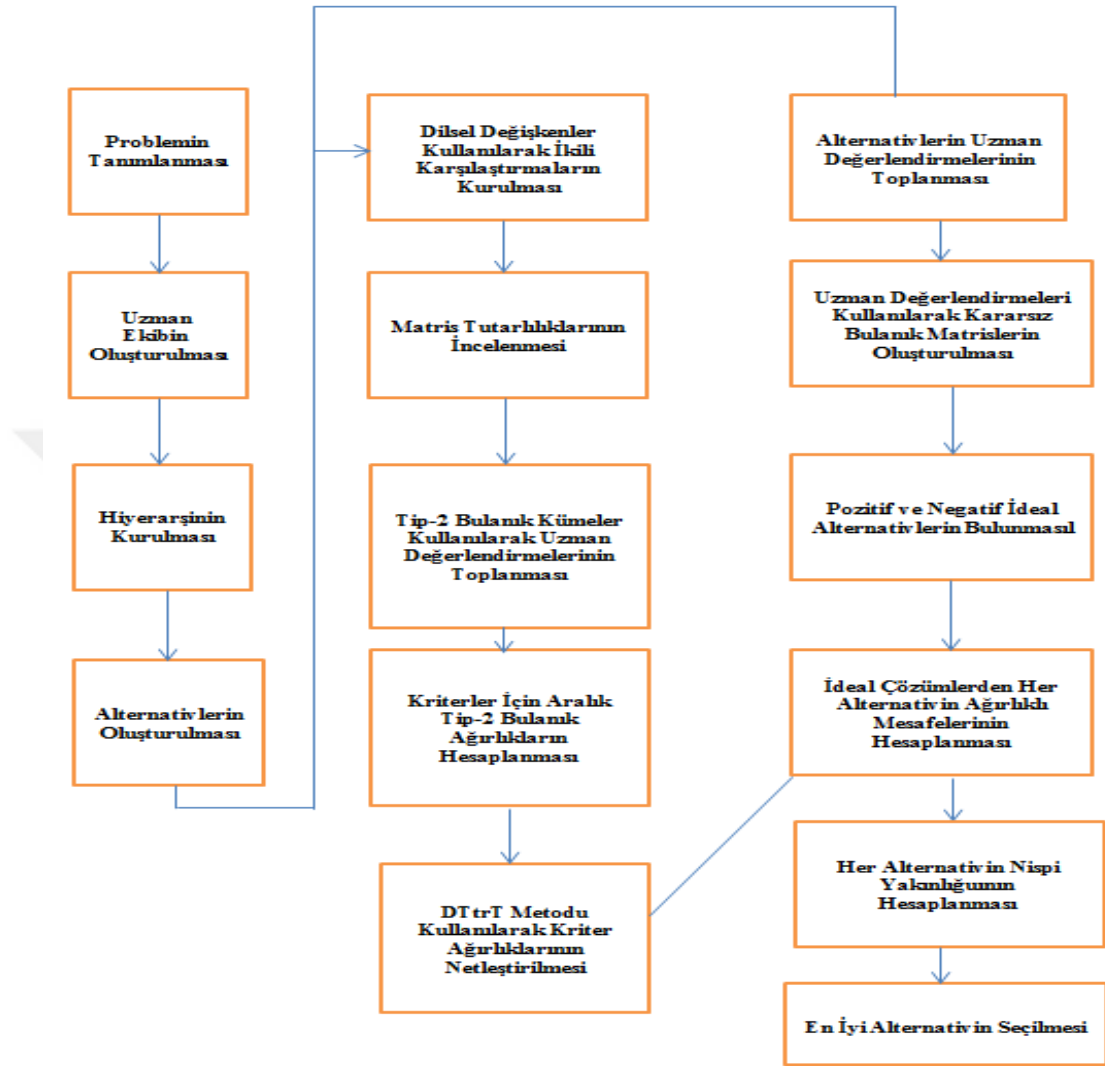 Problemin
Tanımlanması
Uzman
Ekibin
Oluşturulması
Hiyerarşinin
Kurulması
Alternativlerin
Oluşturulması
Dilsel Değişkenler
Kullanılarak İkili
Karşılaştırmaların
Kurulması
Matris Tutarlılıklarının
İncelenmesi
Tip-2 Bulanık Kümeler
Kullanılarak Uzman
Değerlendirmelerinin
Toplanması
Kriterler İçin Aralık
Tip-2 Bulanık
Ağırlıkların
Hesaplanması
DTtrT Metodu
Kullanılarak Kriter
Ağırlıklarının
Netleştirilmesi
Alternativlerin Uzman
Değerlendirmelerinin
Toplanması
Uzman Değerlendirmeleri
Kullanılarak Kararsız
Bulanık Matrislerin
Oluşturulması
Pozitif ve Negatif İdeal
Alternativlerin Bulunmasıl
İdeal Çözümlerden Her
Alternativin Ağırlıklı
Mesafelerinin
Hesaplanması
Her Alternativin Nispi
Yakınlığıının
Hesaplanması
En İyi Alternativin Seçilmesi